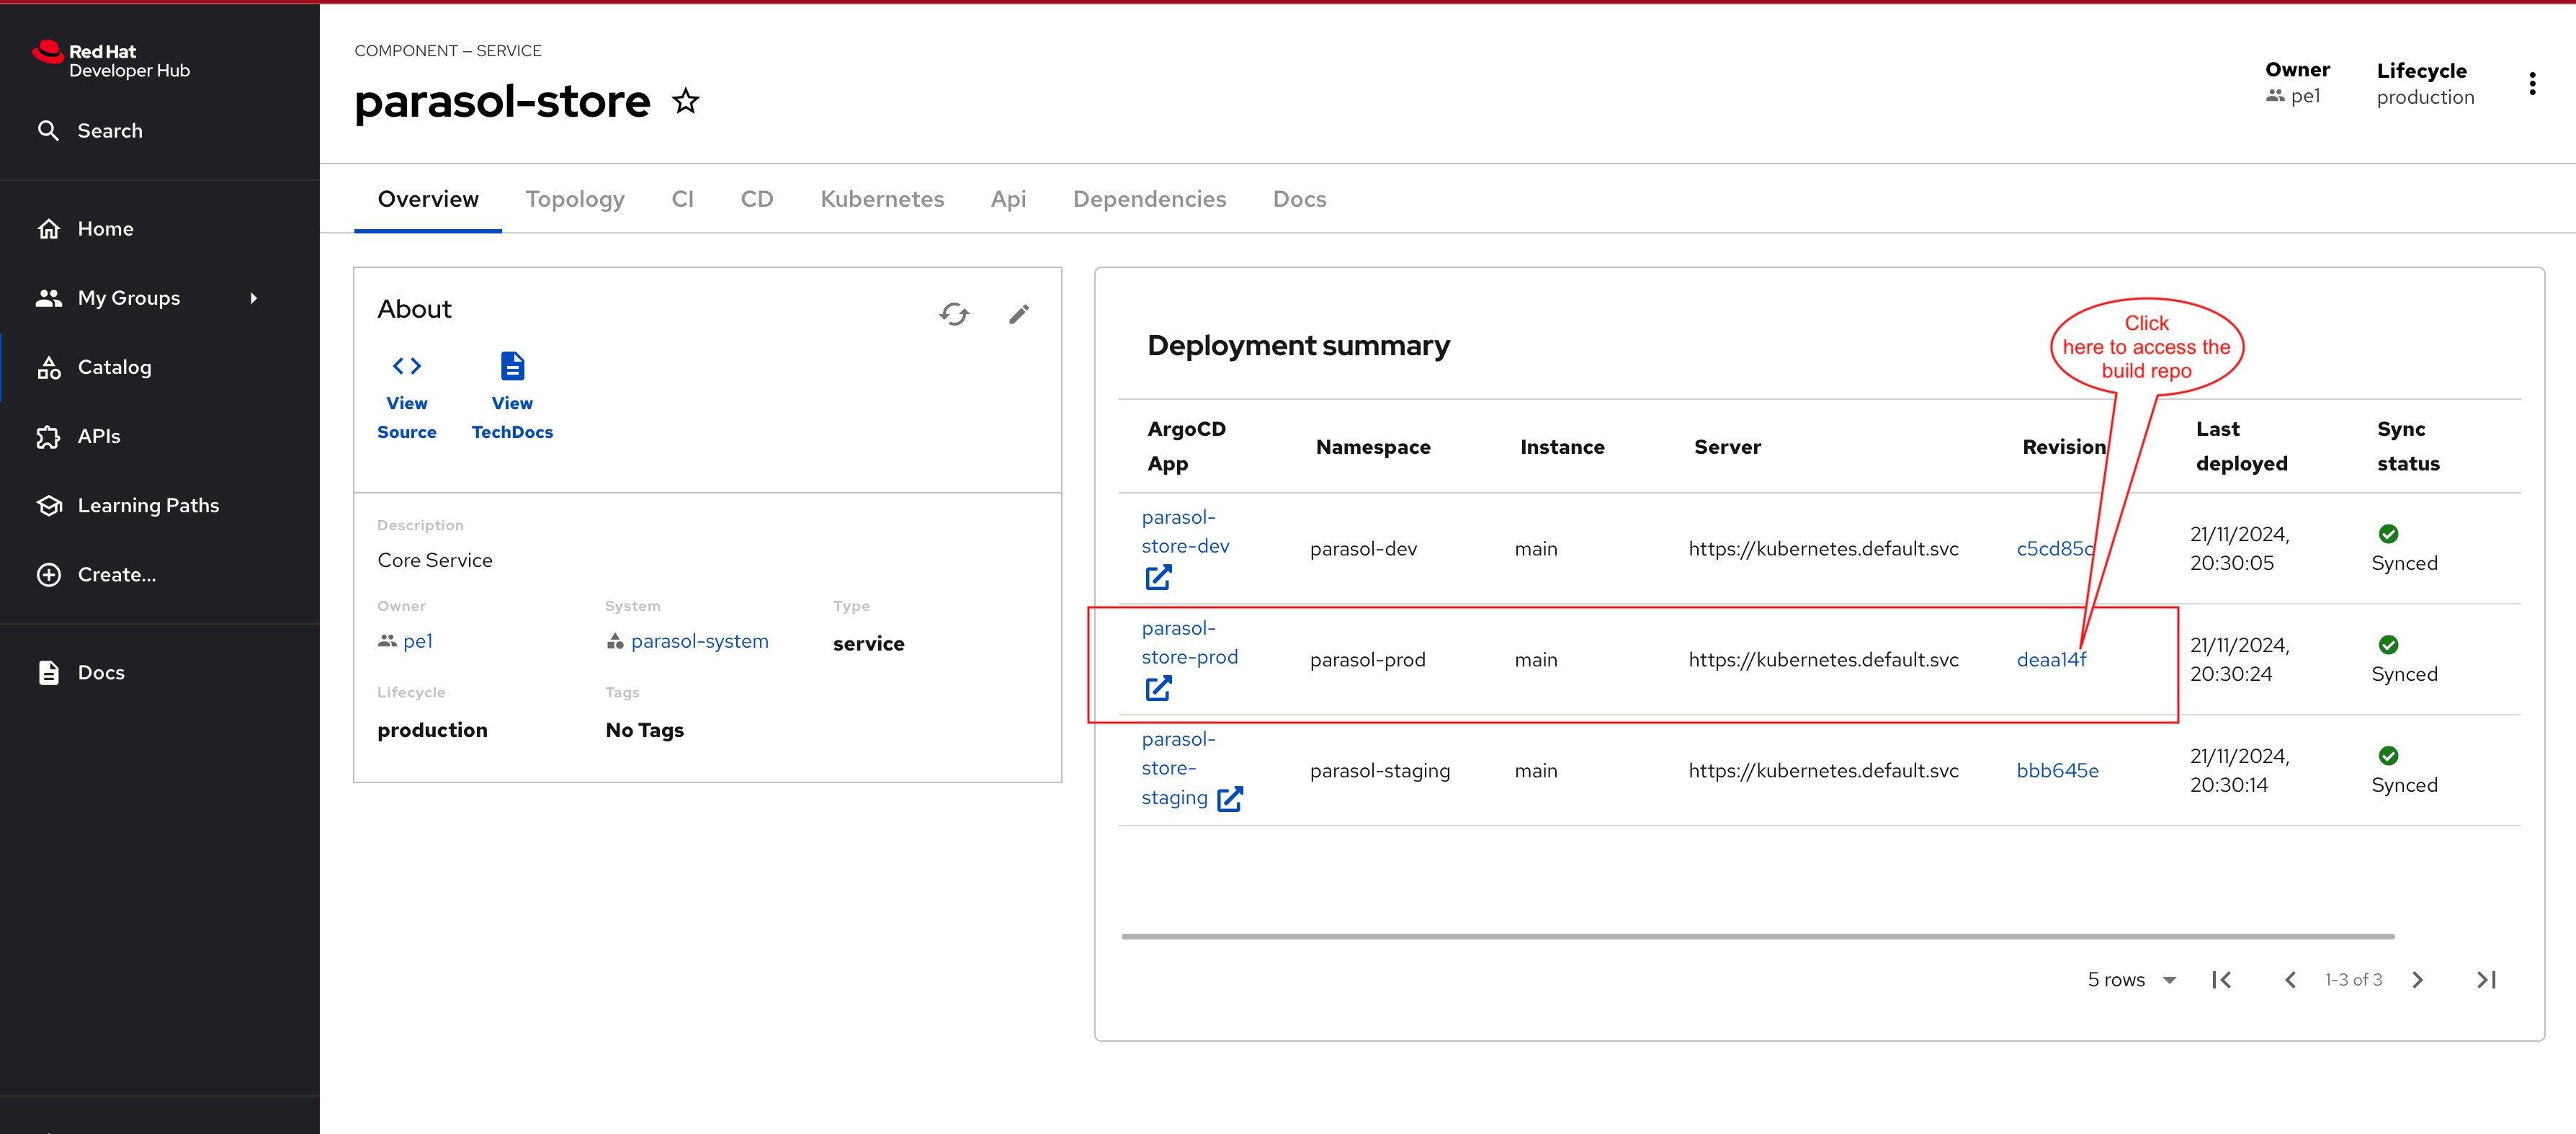 Red Hat
Developer Hub
Search
Home
My Groups
Catalog
APIs
Learning Paths
Create...
Docs
COMPONENT – SERVICE
parasol-store
Owner
pe1
Lifecycle
production
Overview
Topology
CI
CD
Kubernetes
Api
Dependencies
Docs
About
View
Source
View
TechDocs
Description
Core Service
Owner
System
Type
pe1
parasol-system
service
Lifecycle
Tags
production
No Tags
Deployment summary
Click
here to access the
build repo
ArgoCD
App
Namespace
Instance
Server
Revision
Last
deployed
Sync
status
parasol-
store-dev
parasol-dev
main
https://kubernetes.default.svc
c5cd85c
21/11/2024,
20:30:05
Synced
parasol-
store-prod
parasol-prod
main
https://kubernetes.default.svc
deaa14f
21/11/2024,
20:30:24
Synced
parasol-
store-
staging
parasol-staging
main
https://kubernetes.default.svc
bbb645e
21/11/2024,
20:30:14
Synced
5 rows
1-3 of 3